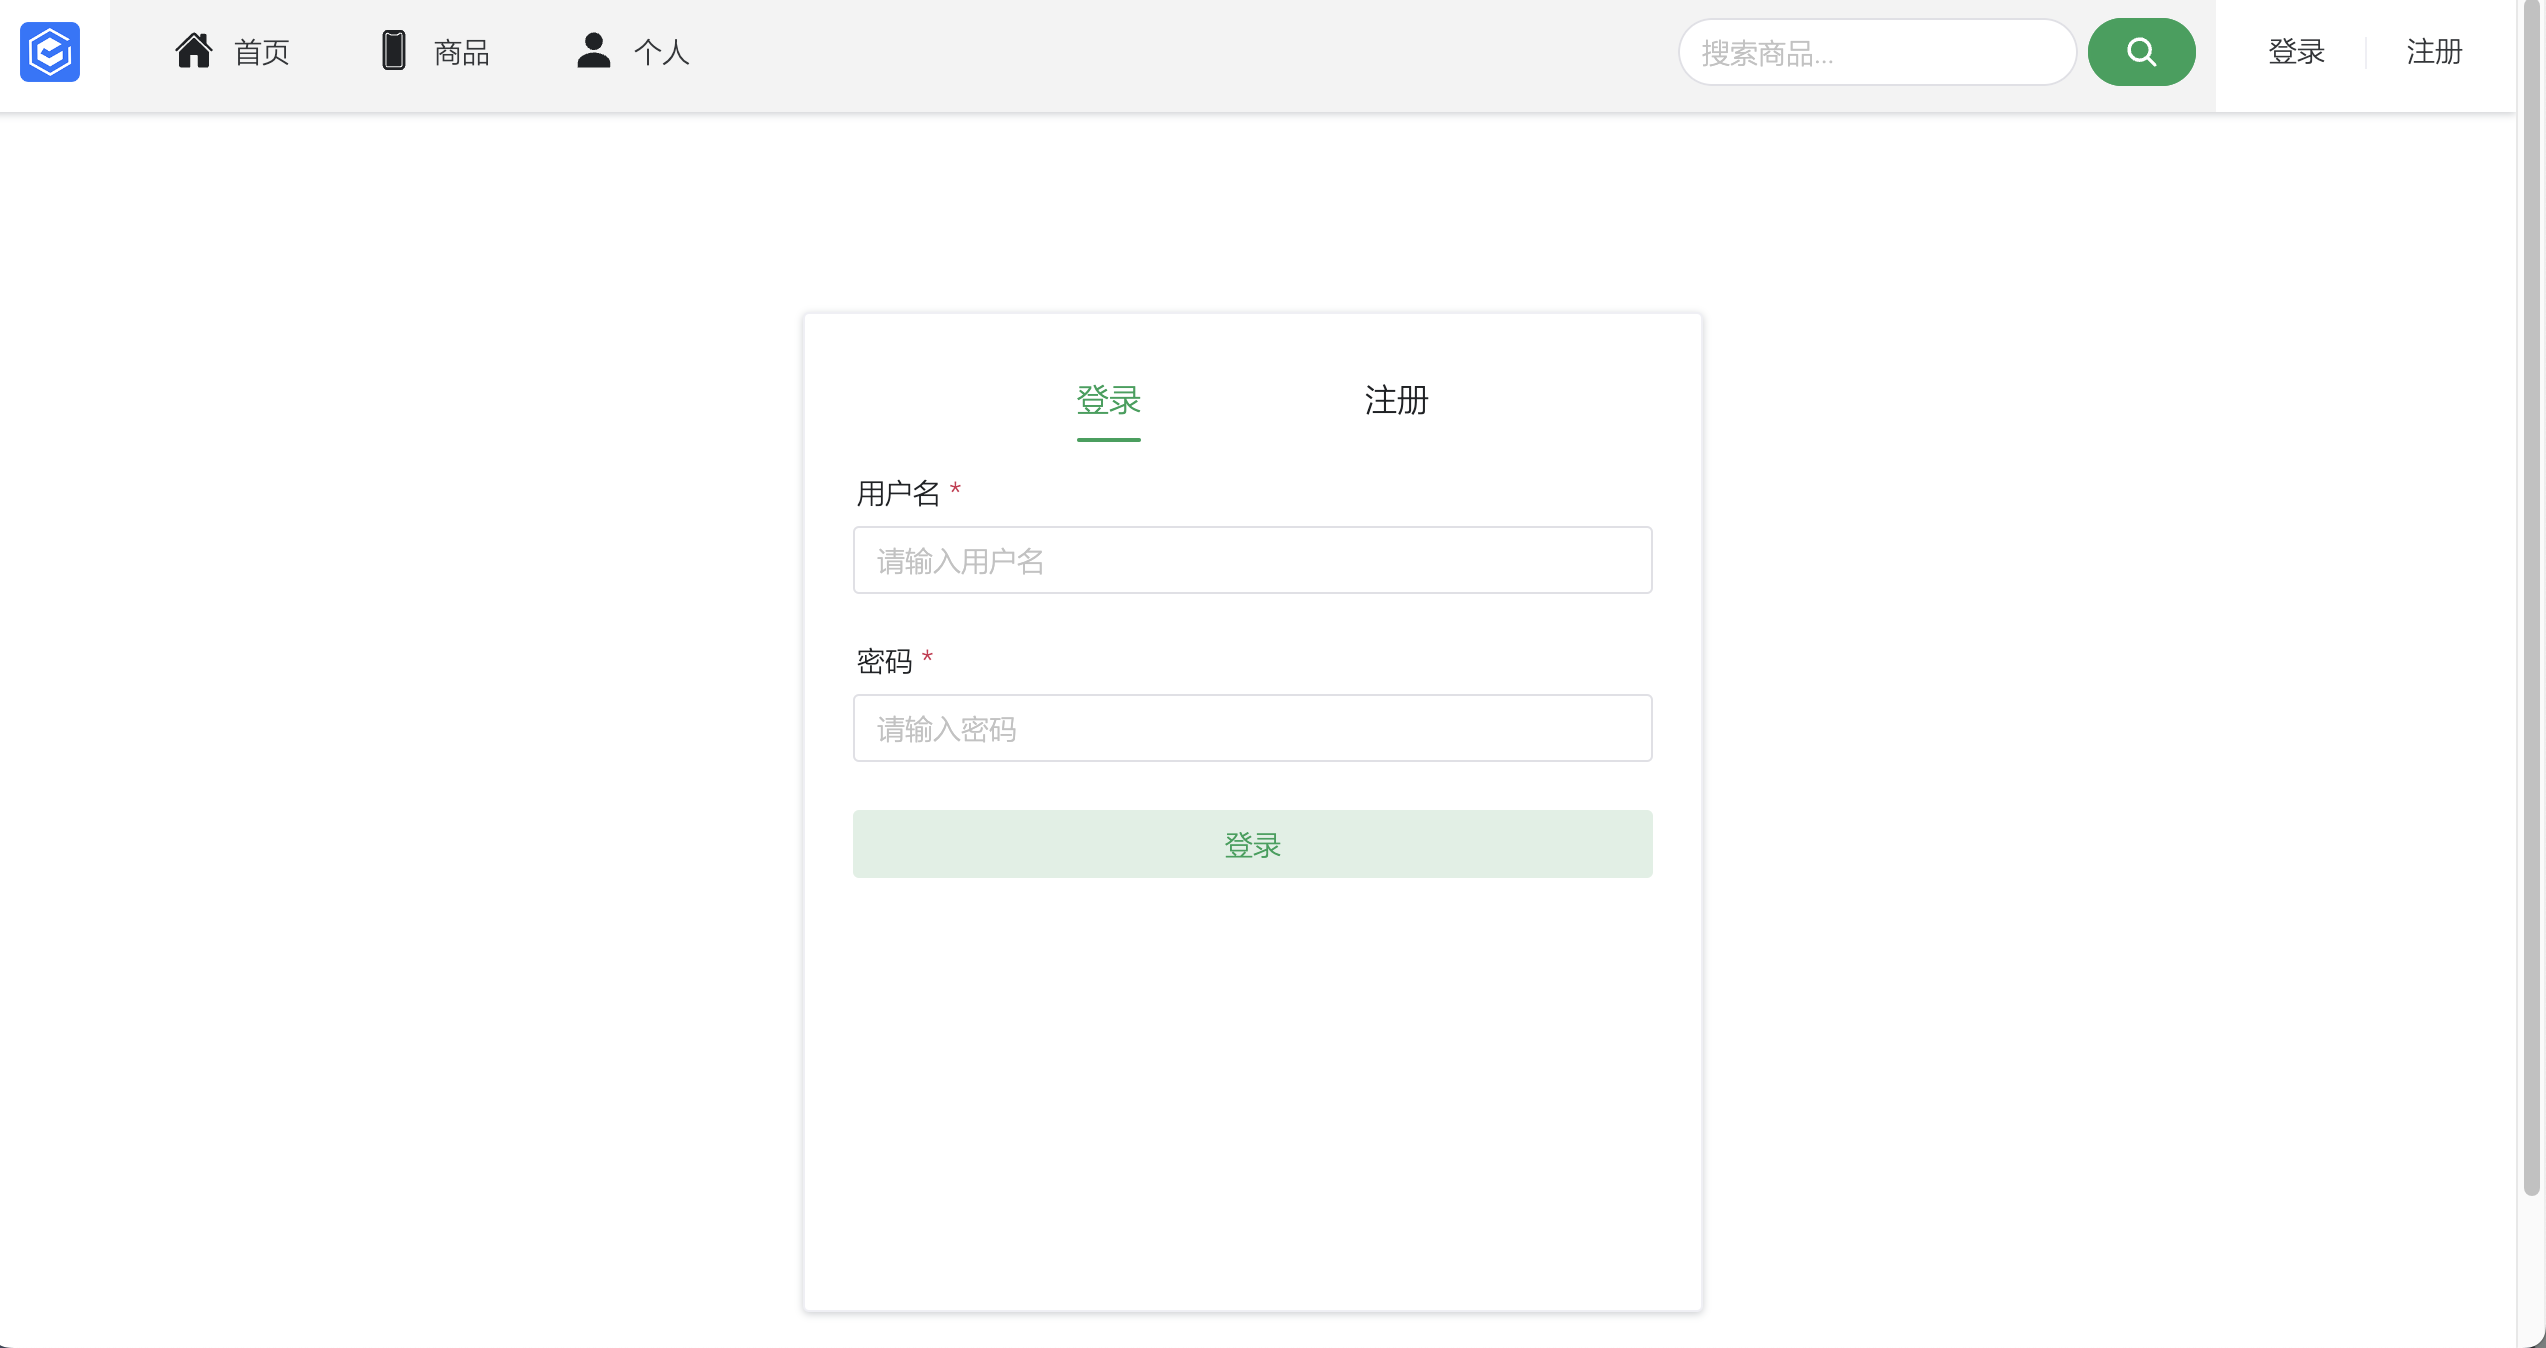 首页 商品 个人 搜索商品... 登录 注册
登录 注册
用户名 *
请输入用户名
密码 *
请输入密码
登录